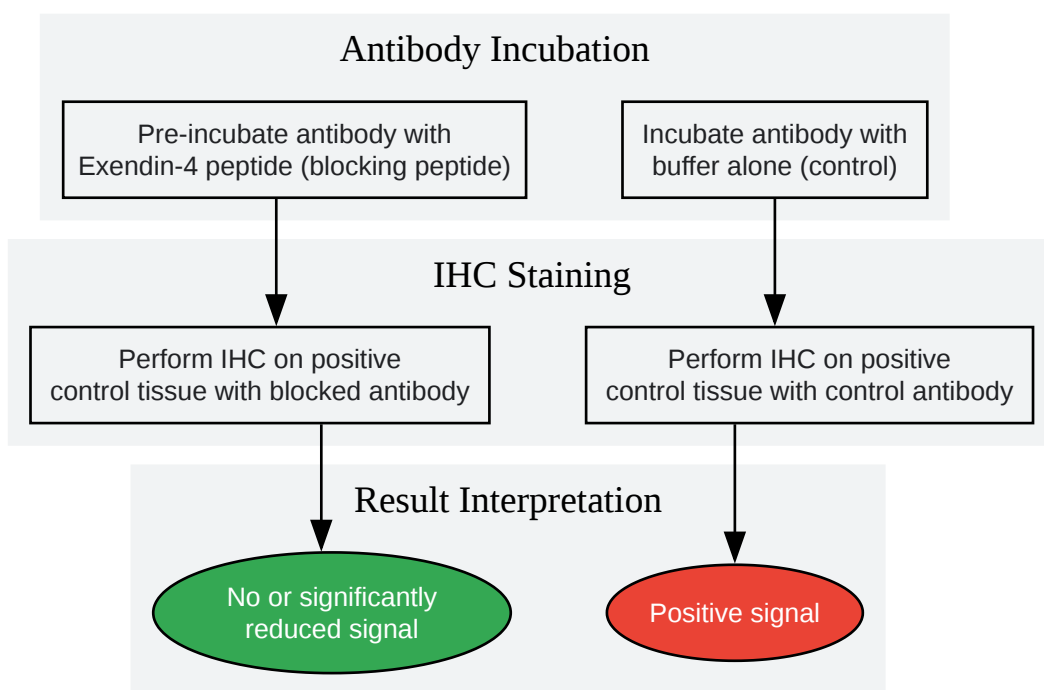 Antibody Incubation
Pre-incubate antibody with
Exendin-4 peptide (blocking peptide)
Incubate antibody with
buffer alone (control)
IHC Staining
Perform IHC on positive
control tissue with blocked antibody
Perform IHC on positive
control tissue with control antibody
Result Interpretation
No or significantly
reduced signal
Positive signal